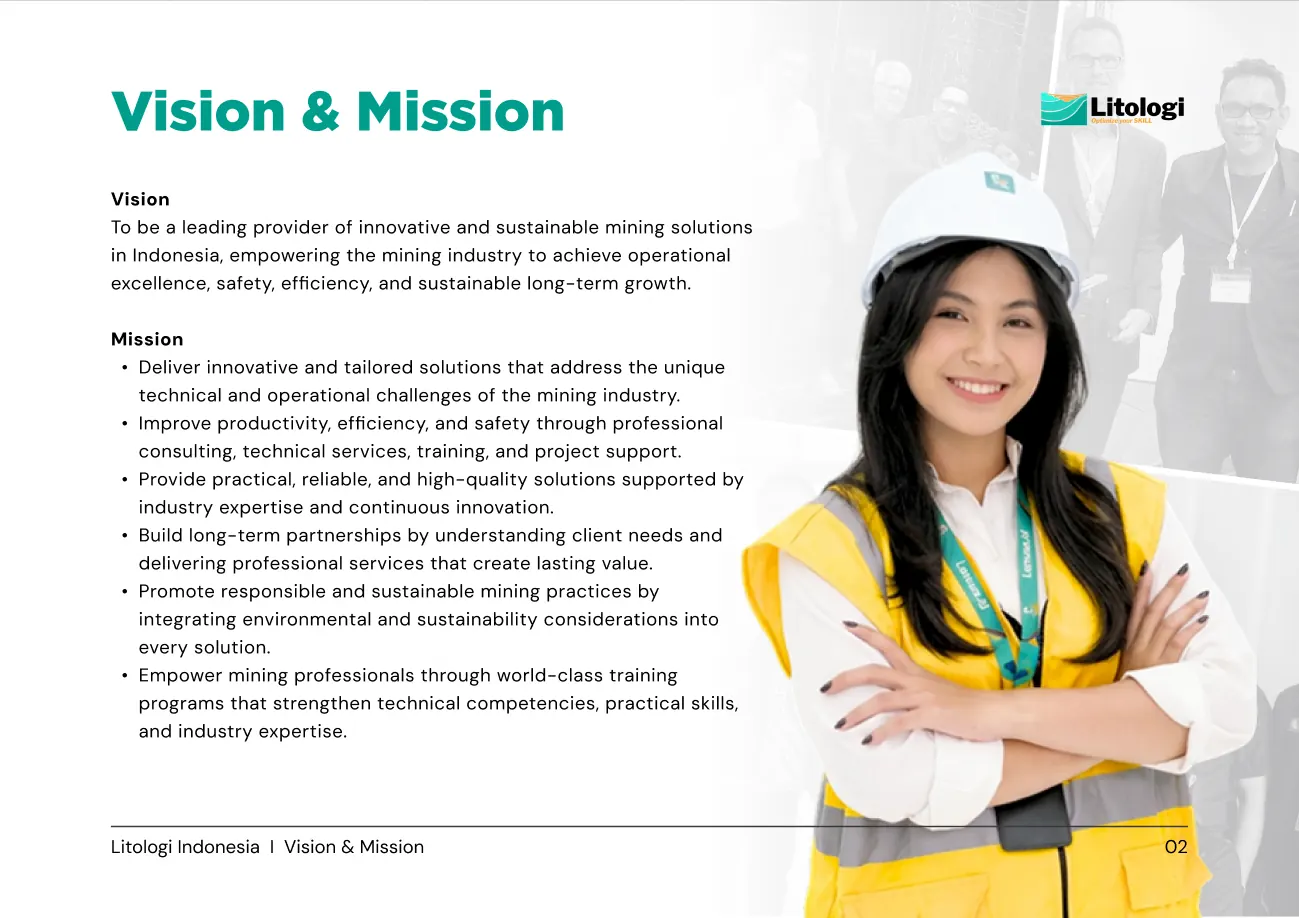 Vision & Mission
Litologi
Optimize your SKILL
Vision
To be a leading provider of innovative and sustainable mining solutions
in Indonesia, empowering the mining industry to achieve operational
excellence, safety, efficiency, and sustainable long-term growth.
Mission
• Deliver innovative and tailored solutions that address the unique
technical and operational challenges of the mining industry.
• Improve productivity, efficiency, and safety through professional
consulting, technical services, training, and project support.
• Provide practical, reliable, and high-quality solutions supported by
industry expertise and continuous innovation.
• Build long-term partnerships by understanding client needs and
delivering professional services that create lasting value.
• Promote responsible and sustainable mining practices by
integrating environmental and sustainability considerations into
every solution.
• Empower mining professionals through world-class training
programs that strengthen technical competencies, practical skills,
and industry expertise.
Litologi Indonesia I Vision & Mission
02